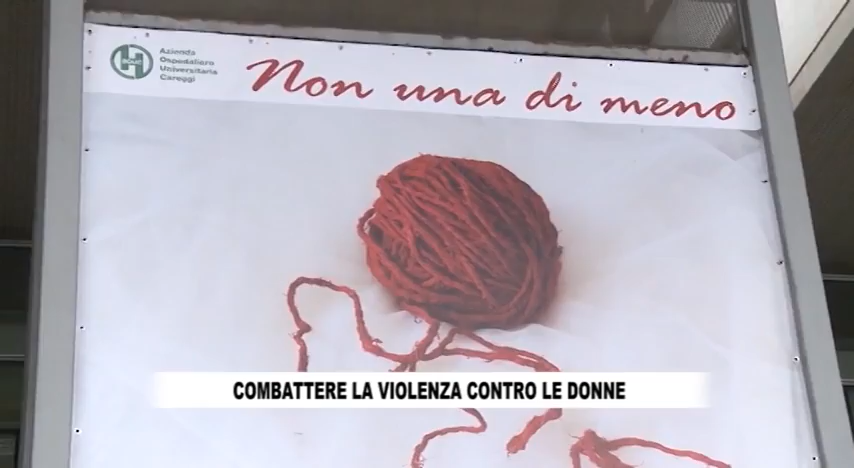 Azienda
Ospedaliero
Universitaria
Careggi
Non una di meno
COMBATTERE LA VIOLENZA CONTRO LE DONNE